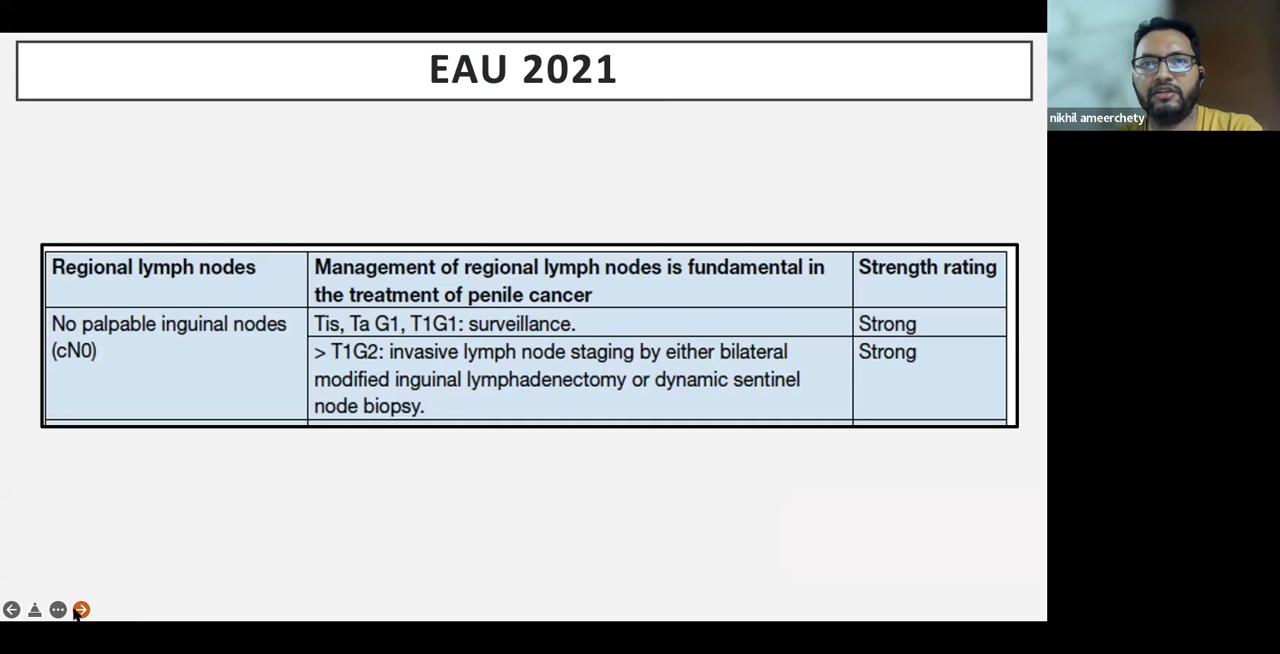 EAU 2021
nikhil ameerchety
Regional lymph nodes
Management of regional lymph nodes is fundamental in
the treatment of penile cancer
Strength rating
No palpable inguinal nodes
(cN0)
Tis, Ta G1, T1G1: surveillance.
Strong
> T1G2: invasive lymph node staging by either bilateral
modified inguinal lymphadenectomy or dynamic sentinel
node biopsy.
Strong